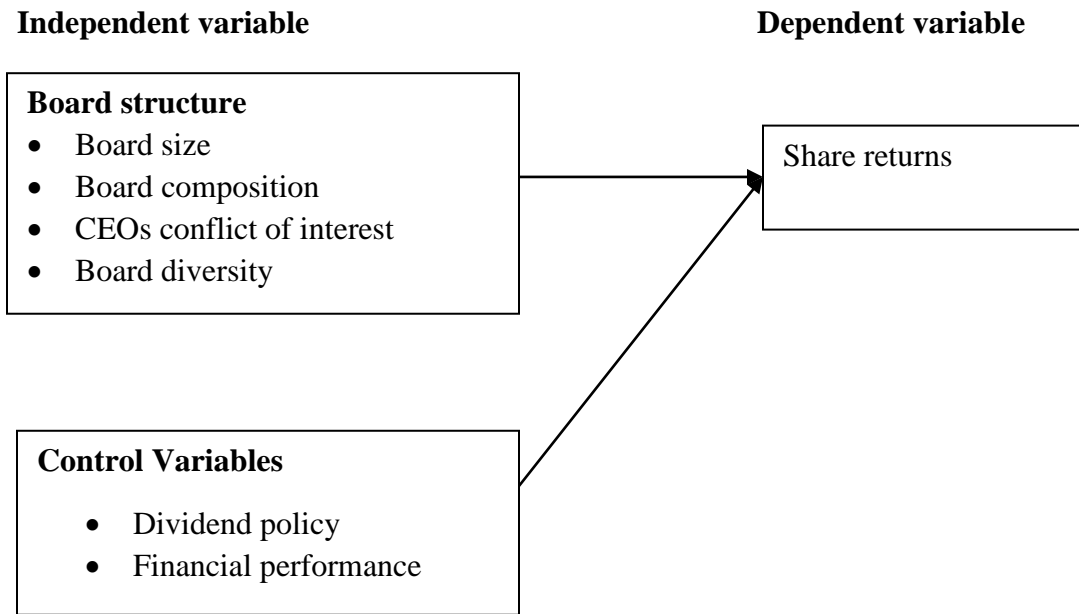 Independent variable
Dependent variable
Board structure
• Board size
• Board composition
• CEOs conflict of interest
• Board diversity
Share returns
Control Variables
• Dividend policy
• Financial performance